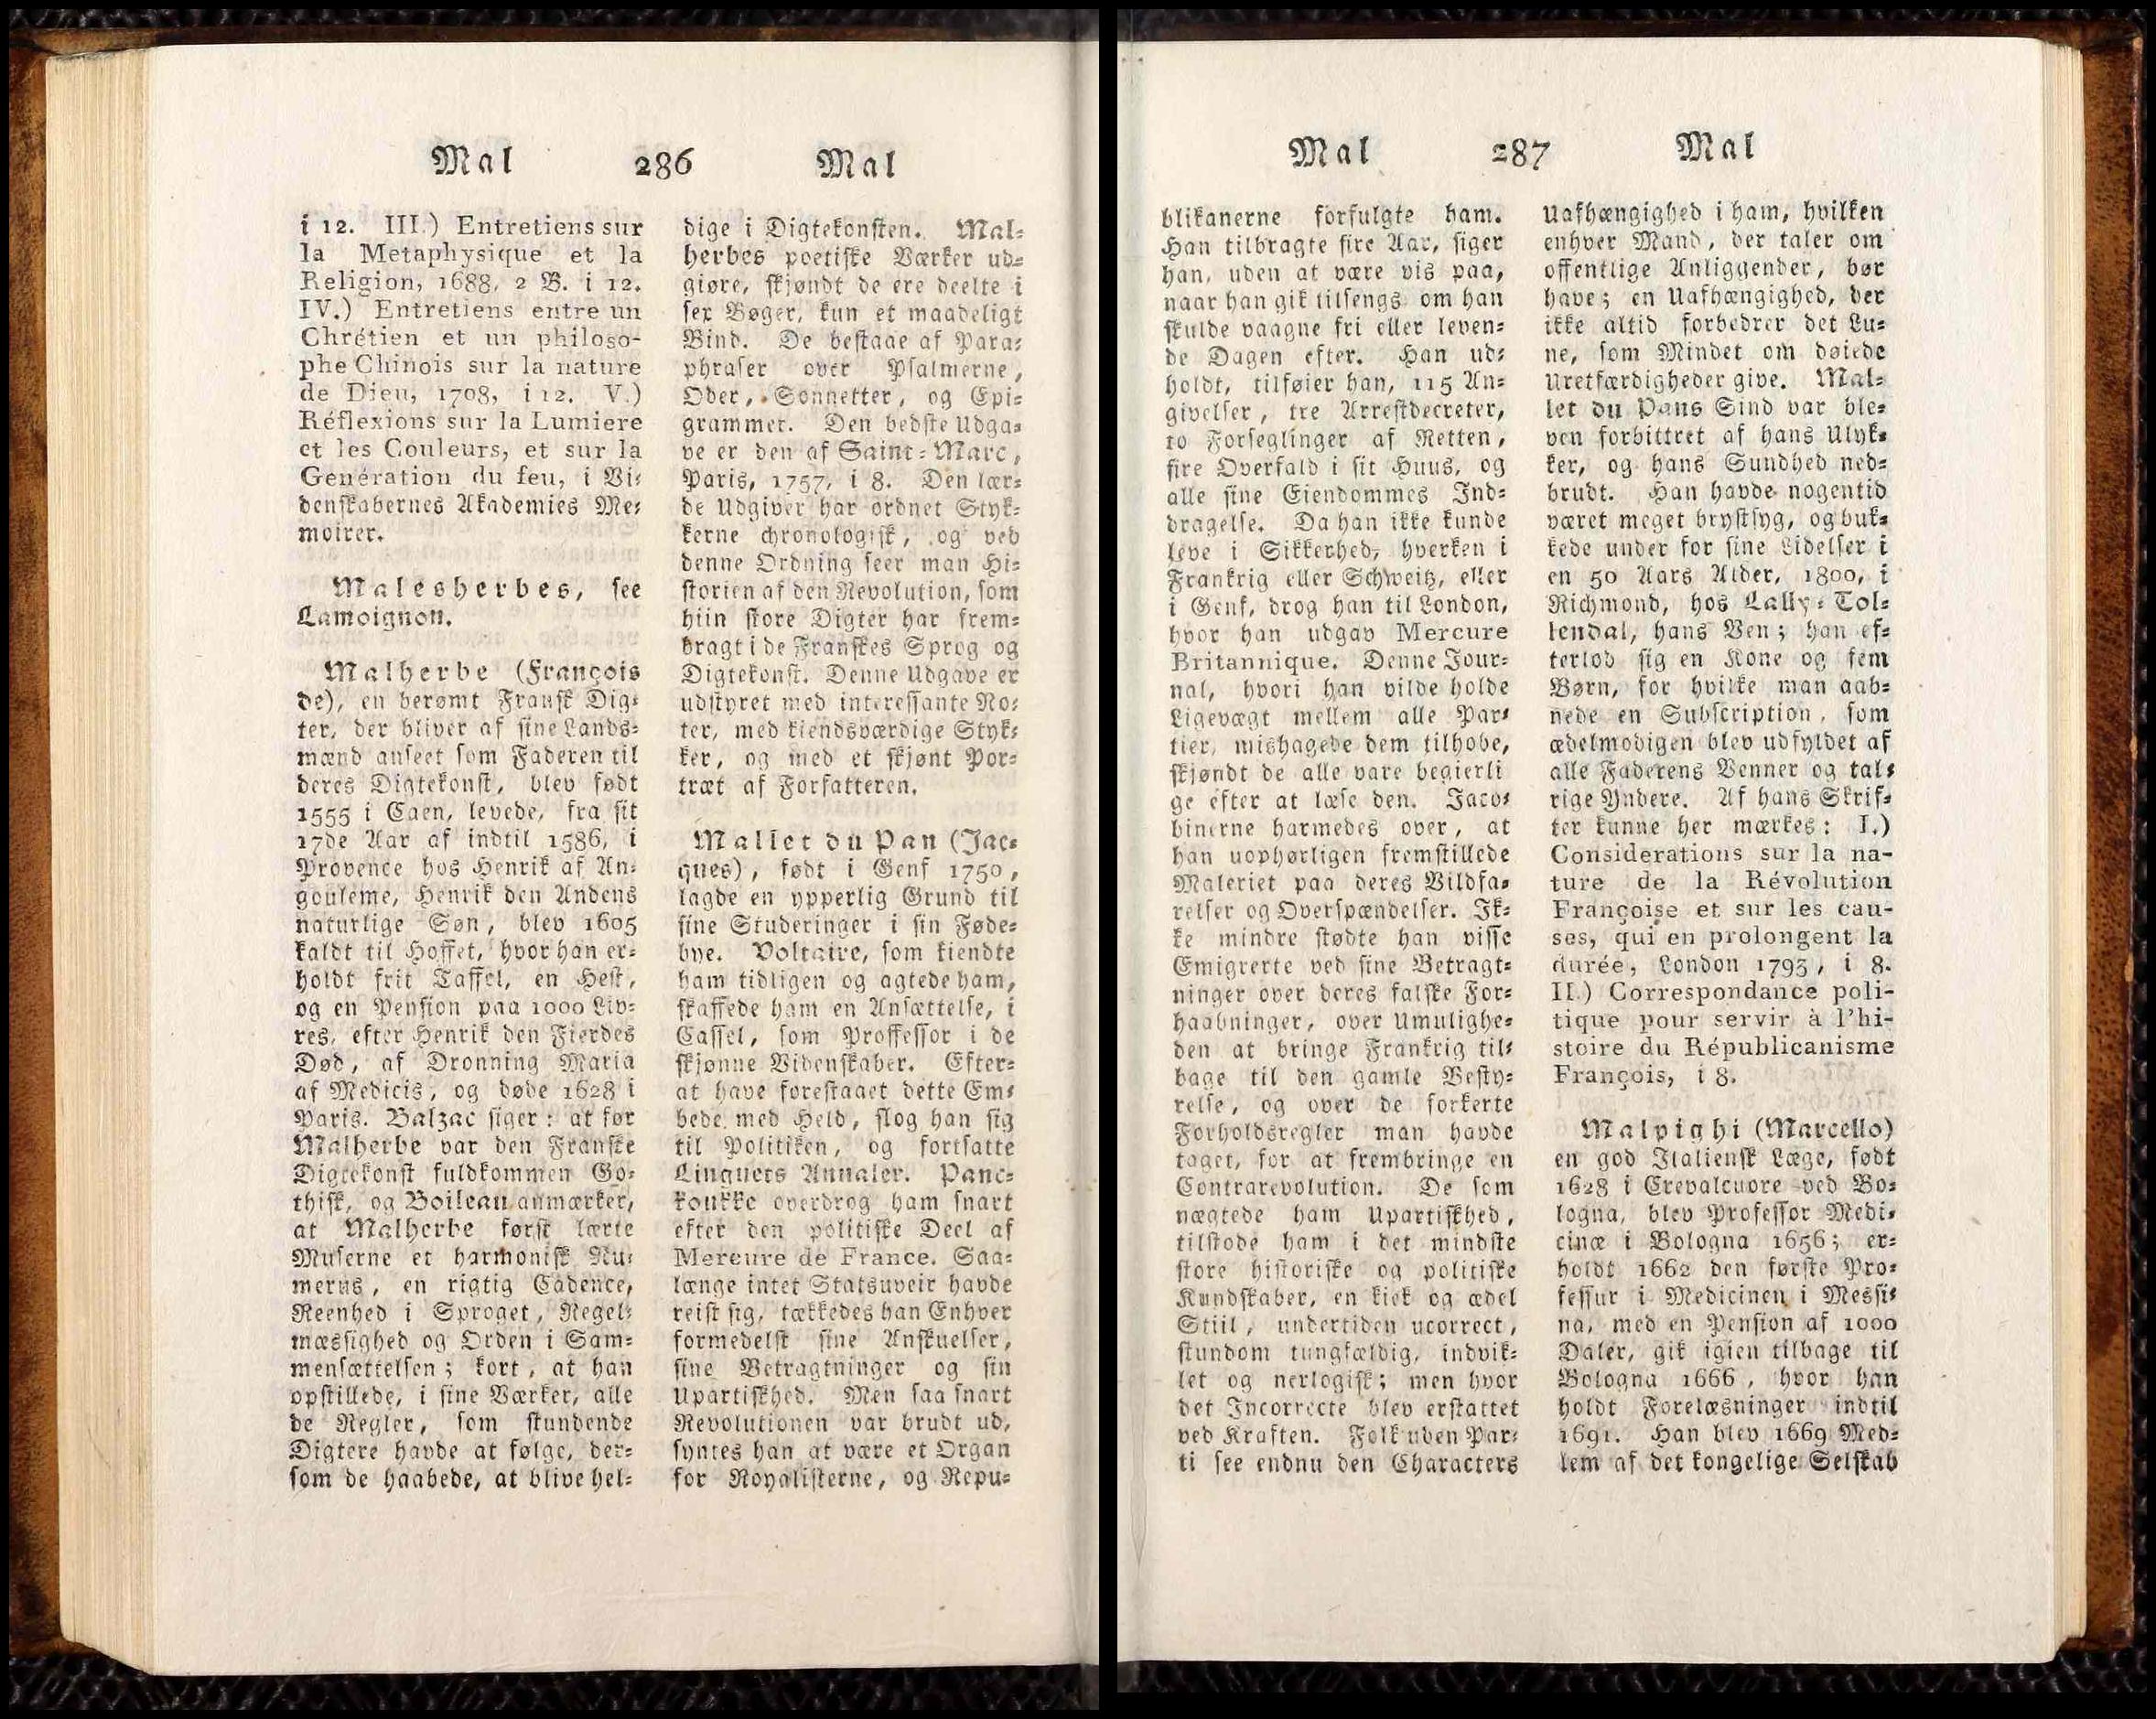 Mal 286 Mal
i 12. III.) Entretiens sur
la Metaphysique et la
Religion, 1688, 2 B. i 12.
IV.) Entretiens entre un
Chrétien et un philoso-
phe Chinois sur la nature
de Dieu, 1708, i 12. V.)
Réflexions sur la Lumiere
et les Couleurs, et sur la
Genération du feu, i Vi-
denskabernes Akademies Me-
moirer.
Malesherbes, see
Lamoignon.
Malherbe (François
de), en berømt Fransk Dig-
ter, der bliver af sine Lands-
mænd anseet som Faderen til
deres Digtekonst, blev født
1555 i Caen, levede, fra sit
17de Aar af indtil 1586, i
Provence hos Henrik af An-
gouleme, Henrik den Andens
naturlige Søn, blev 1605
kaldt til Hoffet, hvor han er-
holdt frit Taffel, en Hest,
og en Pension paa 1000 Liv-
res, efter Henrik den Fierdes
Død, af Dronning Maria
af Medicis, og døde 1628 i
Paris. Balzac siger: at før
Malherbe var den Franske
Digtekonst fuldkommen Go-
thisk, og Boileau anmærker,
at Malherbe først lærte
Muserne et harmonisk Nu-
merus, en rigtig Cadence,
Reenhed i Sproget, Regel-
mæssighed og Orden i Sam-
mensættelsen; kort, at han
opstillede, i sine Værker, alle
de Regler, som stundende
Digtere havde at følge, der-
som de haabede, at blive hel-
dige i Digtekonsten. Mal-
herbes poetiske Værker ud-
giøre, skjøndt de ere deelte i
sex Bøger, kun et maadeligt
Bind. De bestaae af Para-
phraser over Psalmerne,
Oder, Sonnetter, og Epi-
grammer. Den bedste Udga-
ve er den af Saint-Marc,
Paris, 1757, i 8. Den lær-
de Udgiver har ordnet Styk-
kerne chronologisk, og ved
denne Ordning seer man Hi-
storien af den Revolution, som
hiin store Digter har frem-
bragt i de Franskes Sprog og
Digtekonst. Denne Udgave er
udstyret med interessante No-
ter, med kiendsværdige Styk-
ker, og med et skjønt Por-
træt af Forfatteren.
Mallet du Pan (Jac-
ques), født i Genf 1750,
lagde en ypperlig Grund til
sine Studeringer i sin Føde-
bye. Voltaire, som kiendte
ham tidligen og agtede ham,
skaffede ham en Ansættelse, i
Cassel, som Proffessor i de
skjønne Videnskaber. Efter-
at have forestaaet dette Em-
bede med Held, slog han sig
til Politiken, og fortsatte
Linguets Annaler. Panc-
koukke overdrog ham snart
efter den politiske Deel af
Mercure de France. Saa-
længe intet Statsuveir havde
reist sig, tækkedes han Enhver
formedelst sine Anskuelser,
sine Betragtninger og sin
Upartiskhed. Men saa snart
Revolutionen var brudt ud,
syntes han at være et Organ
for Royalisterne, og Repu-
Mal 287 Mal
blikanerne forfulgte ham.
Han tilbragte fire Aar, siger
han, uden at være vis paa,
naar han gik tilsengs om han
skulde vaagne fri eller leven-
de Dagen efter. Han ud-
holdt, tilføier han, 115 An-
givelser, tre Arrestdecreter,
to Forseglinger af Retten,
fire Overfald i sit Huus, og
alle sine Eiendommes Ind-
dragelse. Da han ikke kunde
leve i Sikkerhed, hverken i
Frankrig eller Schweitz, eller
i Genf, drog han til London,
hvor han udgav Mercure
Britannique. Denne Jour-
nal, hvori han vilde holde
Ligevægt mellem alle Par-
tier, mishagede dem tilhobe,
skjøndt de alle vare begierli
ge efter at læse den. Jaco-
binerne harmedes over, at
han uophørligen fremstillede
Maleriet paa deres Vildfa-
relser og Overspændelser. Ik-
ke mindre stødte han visse
Emigrerte ved sine Betragt-
ninger over deres falske For-
haabninger, over Umulighe-
den at bringe Frankrig til-
bage til den gamle Besty-
relse, og over de forkerte
Forholdsregler man havde
taget, for at frembringe en
Contrarevolution. De som
nægtede ham Upartiskhed,
tilstode ham i det mindste
store historiske og politiske
Kundskaber, en kiek og ædel
Stiil, undertiden ucorrect,
stundom tungfældig, indvik-
let og nerlogisk; men hvor
det Incorrecte blev erstattet
ved Kraften. Folk uden Par-
ti see endnu den Characters
Uafhængighed i ham, hvilken
enhver Mand, der taler om
offentlige Anliggender, bør
have; en Uafhængighed, der
ikke altid forbedrer det Lu-
ne, som Mindet om døiede
Uretfærdigheder give. Mal-
let du Pans Sind var ble-
ven forbittret af hans Ulyk-
ker, og hans Sundhed ned-
brudt. Han havde nogentid
været meget brystsyg, og buk-
kede under for sine Lidelser i
en 50 Aars Alder, 1800, i
Richmond, hos Lally-Tol-
lendal, hans Ven; han ef-
terlod sig en Kone og fem
Børn, for hvilke man aab-
nede en Subscription, som
ædelmodigen blev udfyldet af
alle Faderens Venner og tal-
rige Yndere. Af hans Skrif-
ter kunne her mærkes: I.)
Considerations sur la na-
ture de la Révolution
Françoise et sur les cau-
ses, qui en prolongent la
durée, London 1793, i 8.
II.) Correspondance poli-
tique pour servir à l'hi-
stoire du Républicanisme
François, i 8.
Malpighi (Marcello)
en god Italiensk Læge, født
1628 i Crevalcuore ved Bo-
logna, blev Professor Medi-
cinæ i Bologna 1656; er-
holdt 1662 den første Pro-
fessur i Medicinen i Messi-
na, med en Pension af 1000
Daler, gik igien tilbage til
Bologna 1666, hvor han
holdt Forelæsninger indtil
1691. Han blev 1669 Med-
lem af det kongelige Selskab